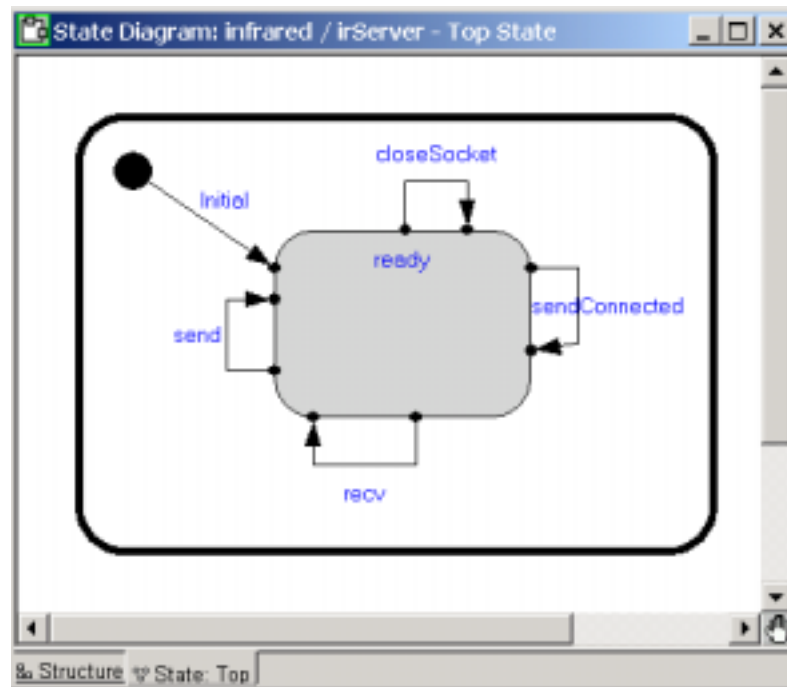 State Diagram: infrared / irServer - Top State
closeSocket
Initial
ready
sendConnected
send
recv
Structure
State: Top